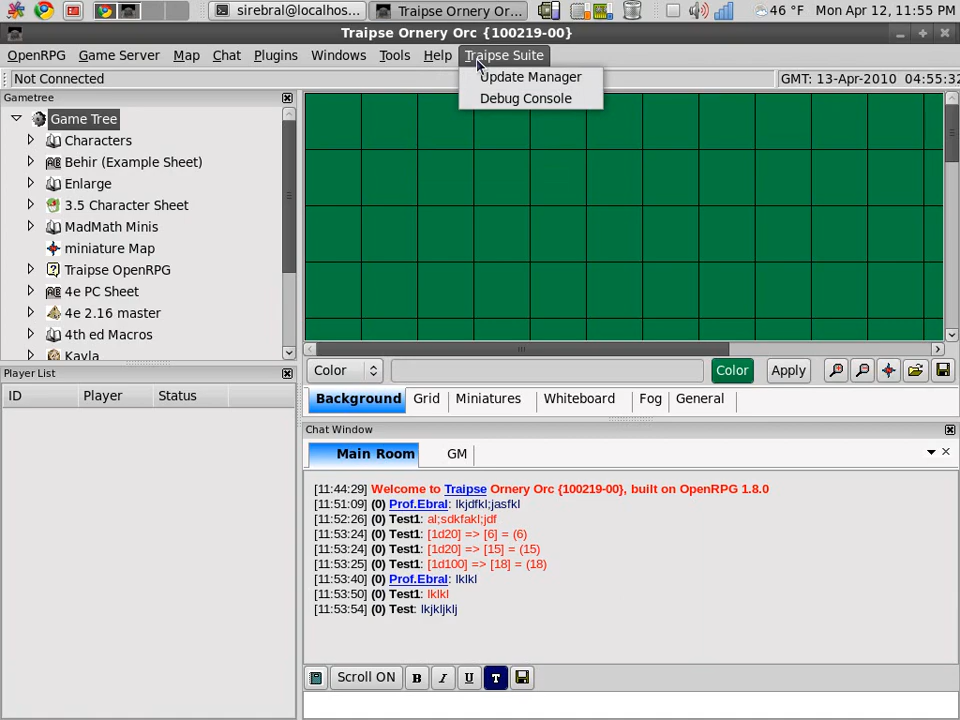 sirebral@localhos...
Traipse Ornery Or...
46 °F
Mon Apr 12, 11:55 PM
Traipse Ornery Orc {100219-00}
OpenRPG Game Server Map Chat Plugins Windows Tools Help Traipse Suite
Update Manager
Debug Console
Not Connected
GMT: 13-Apr-2010 04:55:32
Gametree
Game Tree
Characters
Behir (Example Sheet)
Enlarge
3.5 Character Sheet
MadMath Minis
miniature Map
Traipse OpenRPG
4e PC Sheet
4e 2.16 master
4th ed Macros
Kayla
Color
Color
Apply
Background Grid Miniatures Whiteboard Fog General
Player List
ID Player Status
Chat Window
Main Room GM
[11:44:29] Welcome to Traipse Ornery Orc {100219-00}, built on OpenRPG 1.8.0
[11:51:09] (0) Prof.Ebral: lkjdfkl;jasfkl
[11:52:26] (0) Test1: al;sdkfakl;jdf
[11:53:24] (0) Test1: [1d20] => [6] = (6)
[11:53:24] (0) Test1: [1d20] => [15] = (15)
[11:53:25] (0) Test1: [1d100] => [18] = (18)
[11:53:40] (0) Prof.Ebral: lklkl
[11:53:50] (0) Test1: lklkl
[11:53:54] (0) Test: lkjkljklj
Scroll ON B I U T